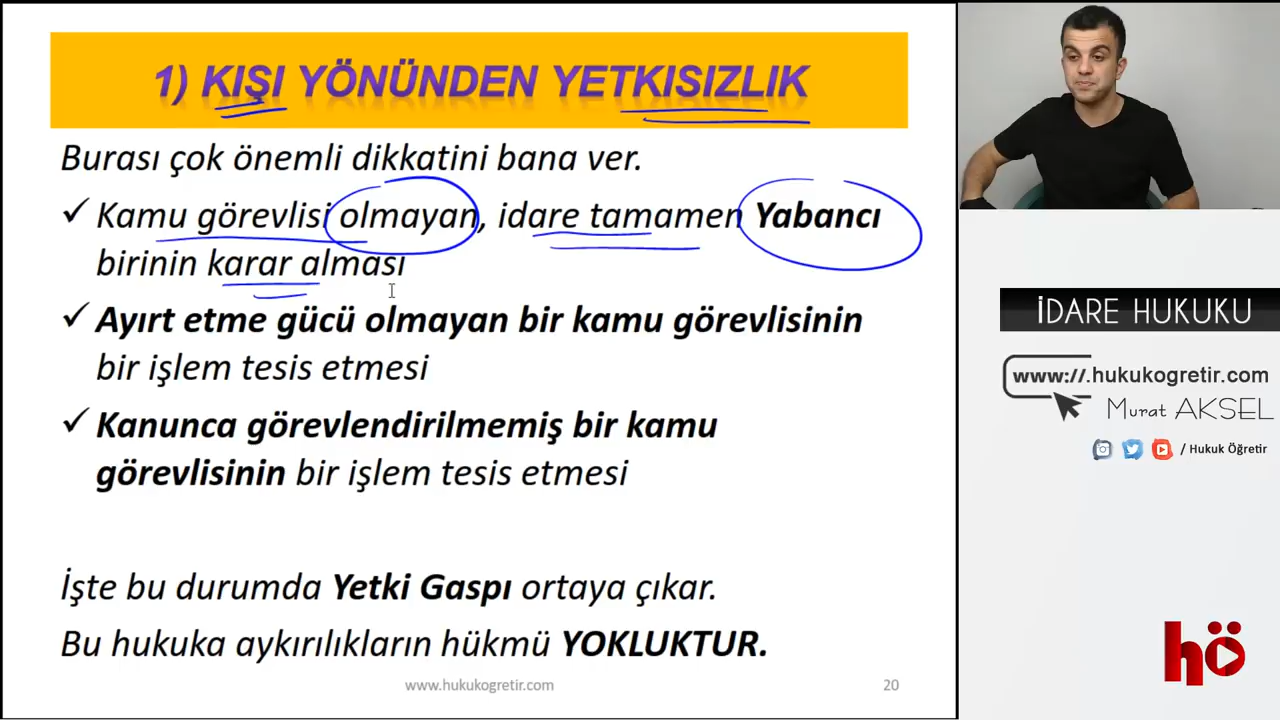 1) KIŞI YÖNÜNDEN YETKISIZLIK
Burası çok önemli dikkatini bana ver.
✓ Kamu görevlisi olmayan, idare tamamen Yabancı
birinin karar alması
✓ Ayırt etme gücü olmayan bir kamu görevlisinin
bir işlem tesis etmesi
✓ Kanunca görevlendirilmemiş bir kamu
görevlisinin bir işlem tesis etmesi
İşte bu durumda Yetki Gaspı ortaya çıkar.
Bu hukuka aykırılıkların hükmü YOKLUKTUR.
www.hukukogretir.com
20
İDARE HUKUKU
www://.hukukogretir.com
Murat AKSEL
/ Hukuk Öğretir
hö